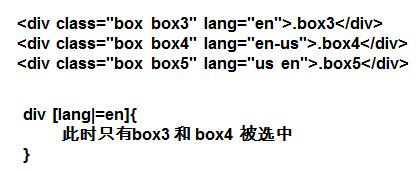 <div class="box box3" lang="en">.box3</div>
<div class="box box4" lang="en-us">.box4</div>
<div class="box box5" lang="us en">.box5</div>
div [lang|=en]{
此时只有box3 和 box4 被选中
}